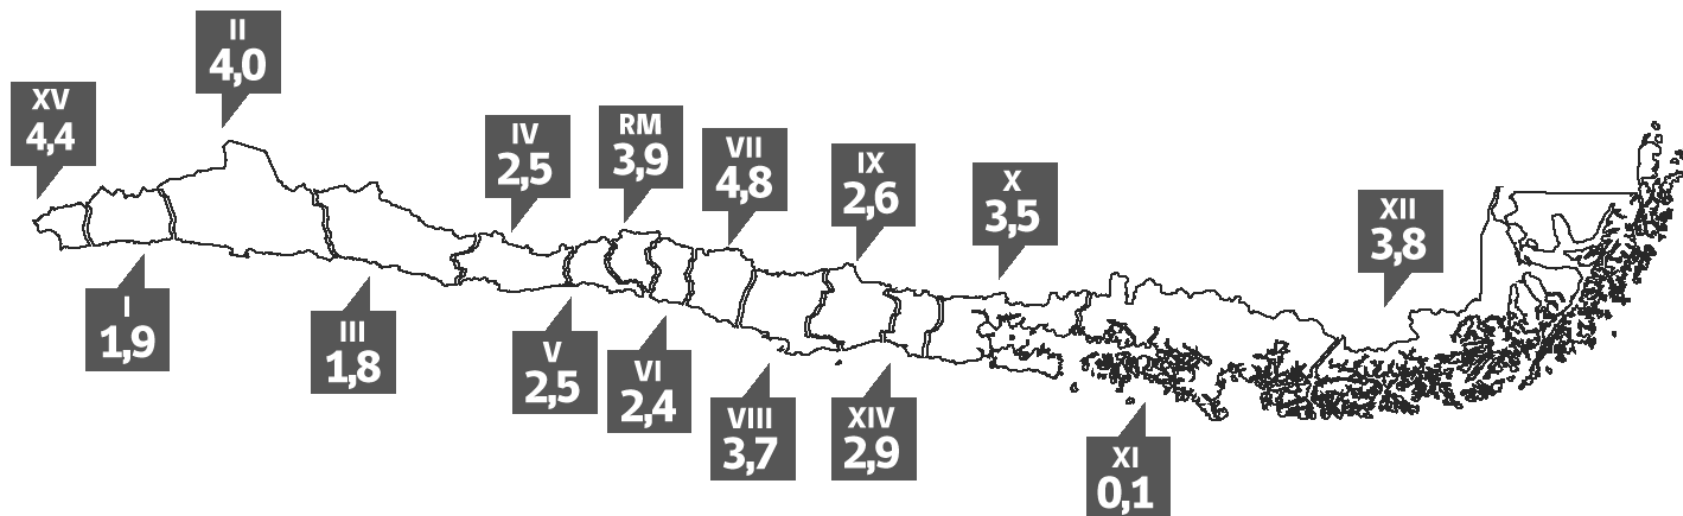 II
4,0
XV
4,4
IV
2,5
RM
3,9
VII
4,8
IX
2,6
X
3,5
XII
3,8
I
1,9
III
1,8
V
2,5
VI
2,4
VIII
3,7
XIV
2,9
XI
0,1